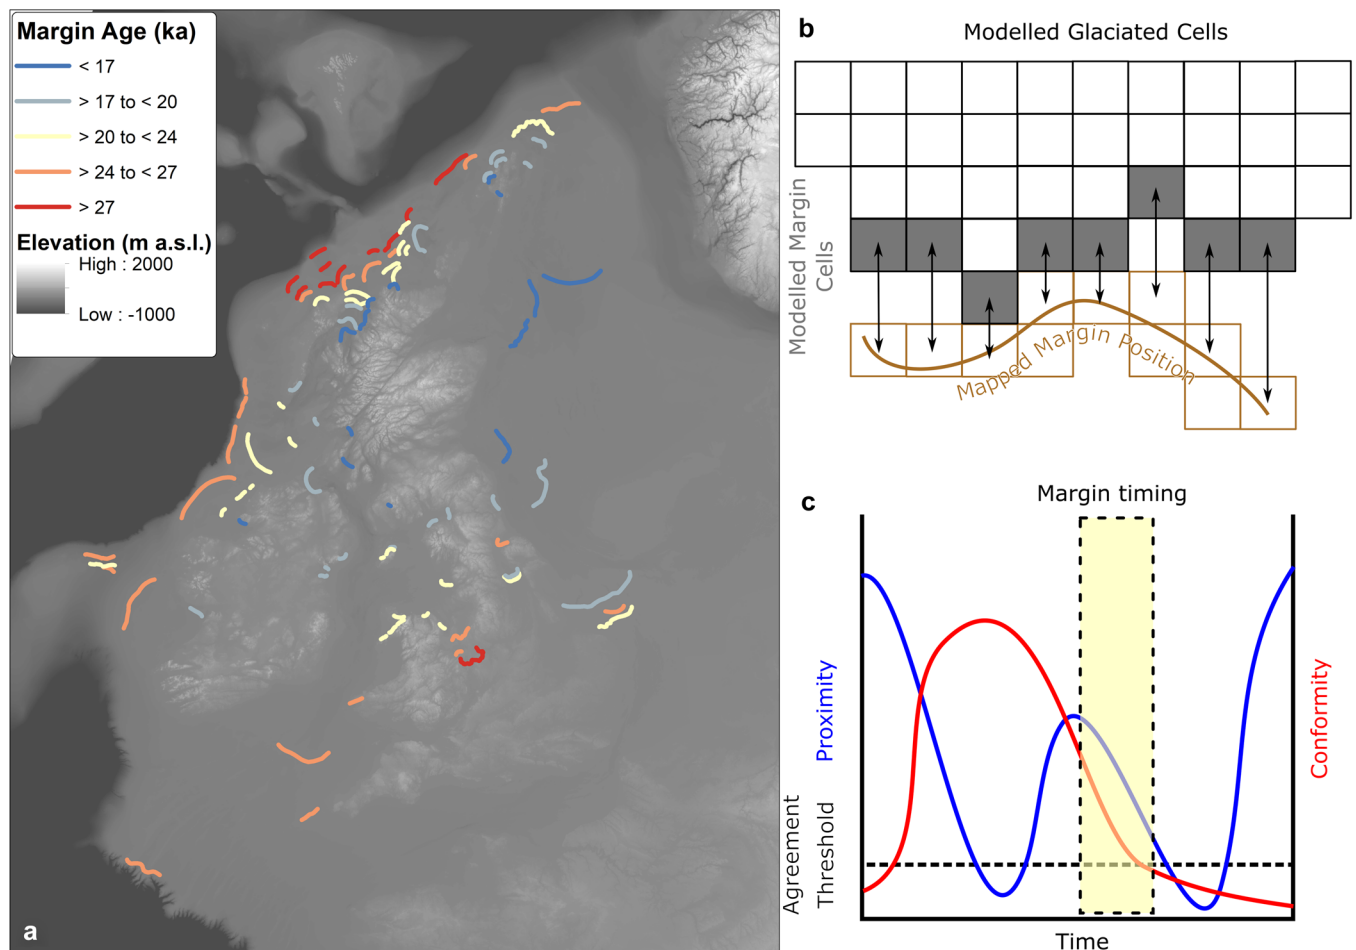 Margin Age (ka)
< 17
> 17 to < 20
> 20 to < 24
> 24 to < 27
> 27
Elevation (m a.s.l.)
High : 2000
Low : -1000
a
b
Modelled Glaciated Cells
Modelled Margin
Cells
Mapped Margin Position
c
Margin timing
Proximity
Conformity
Agreement
Threshold
Time